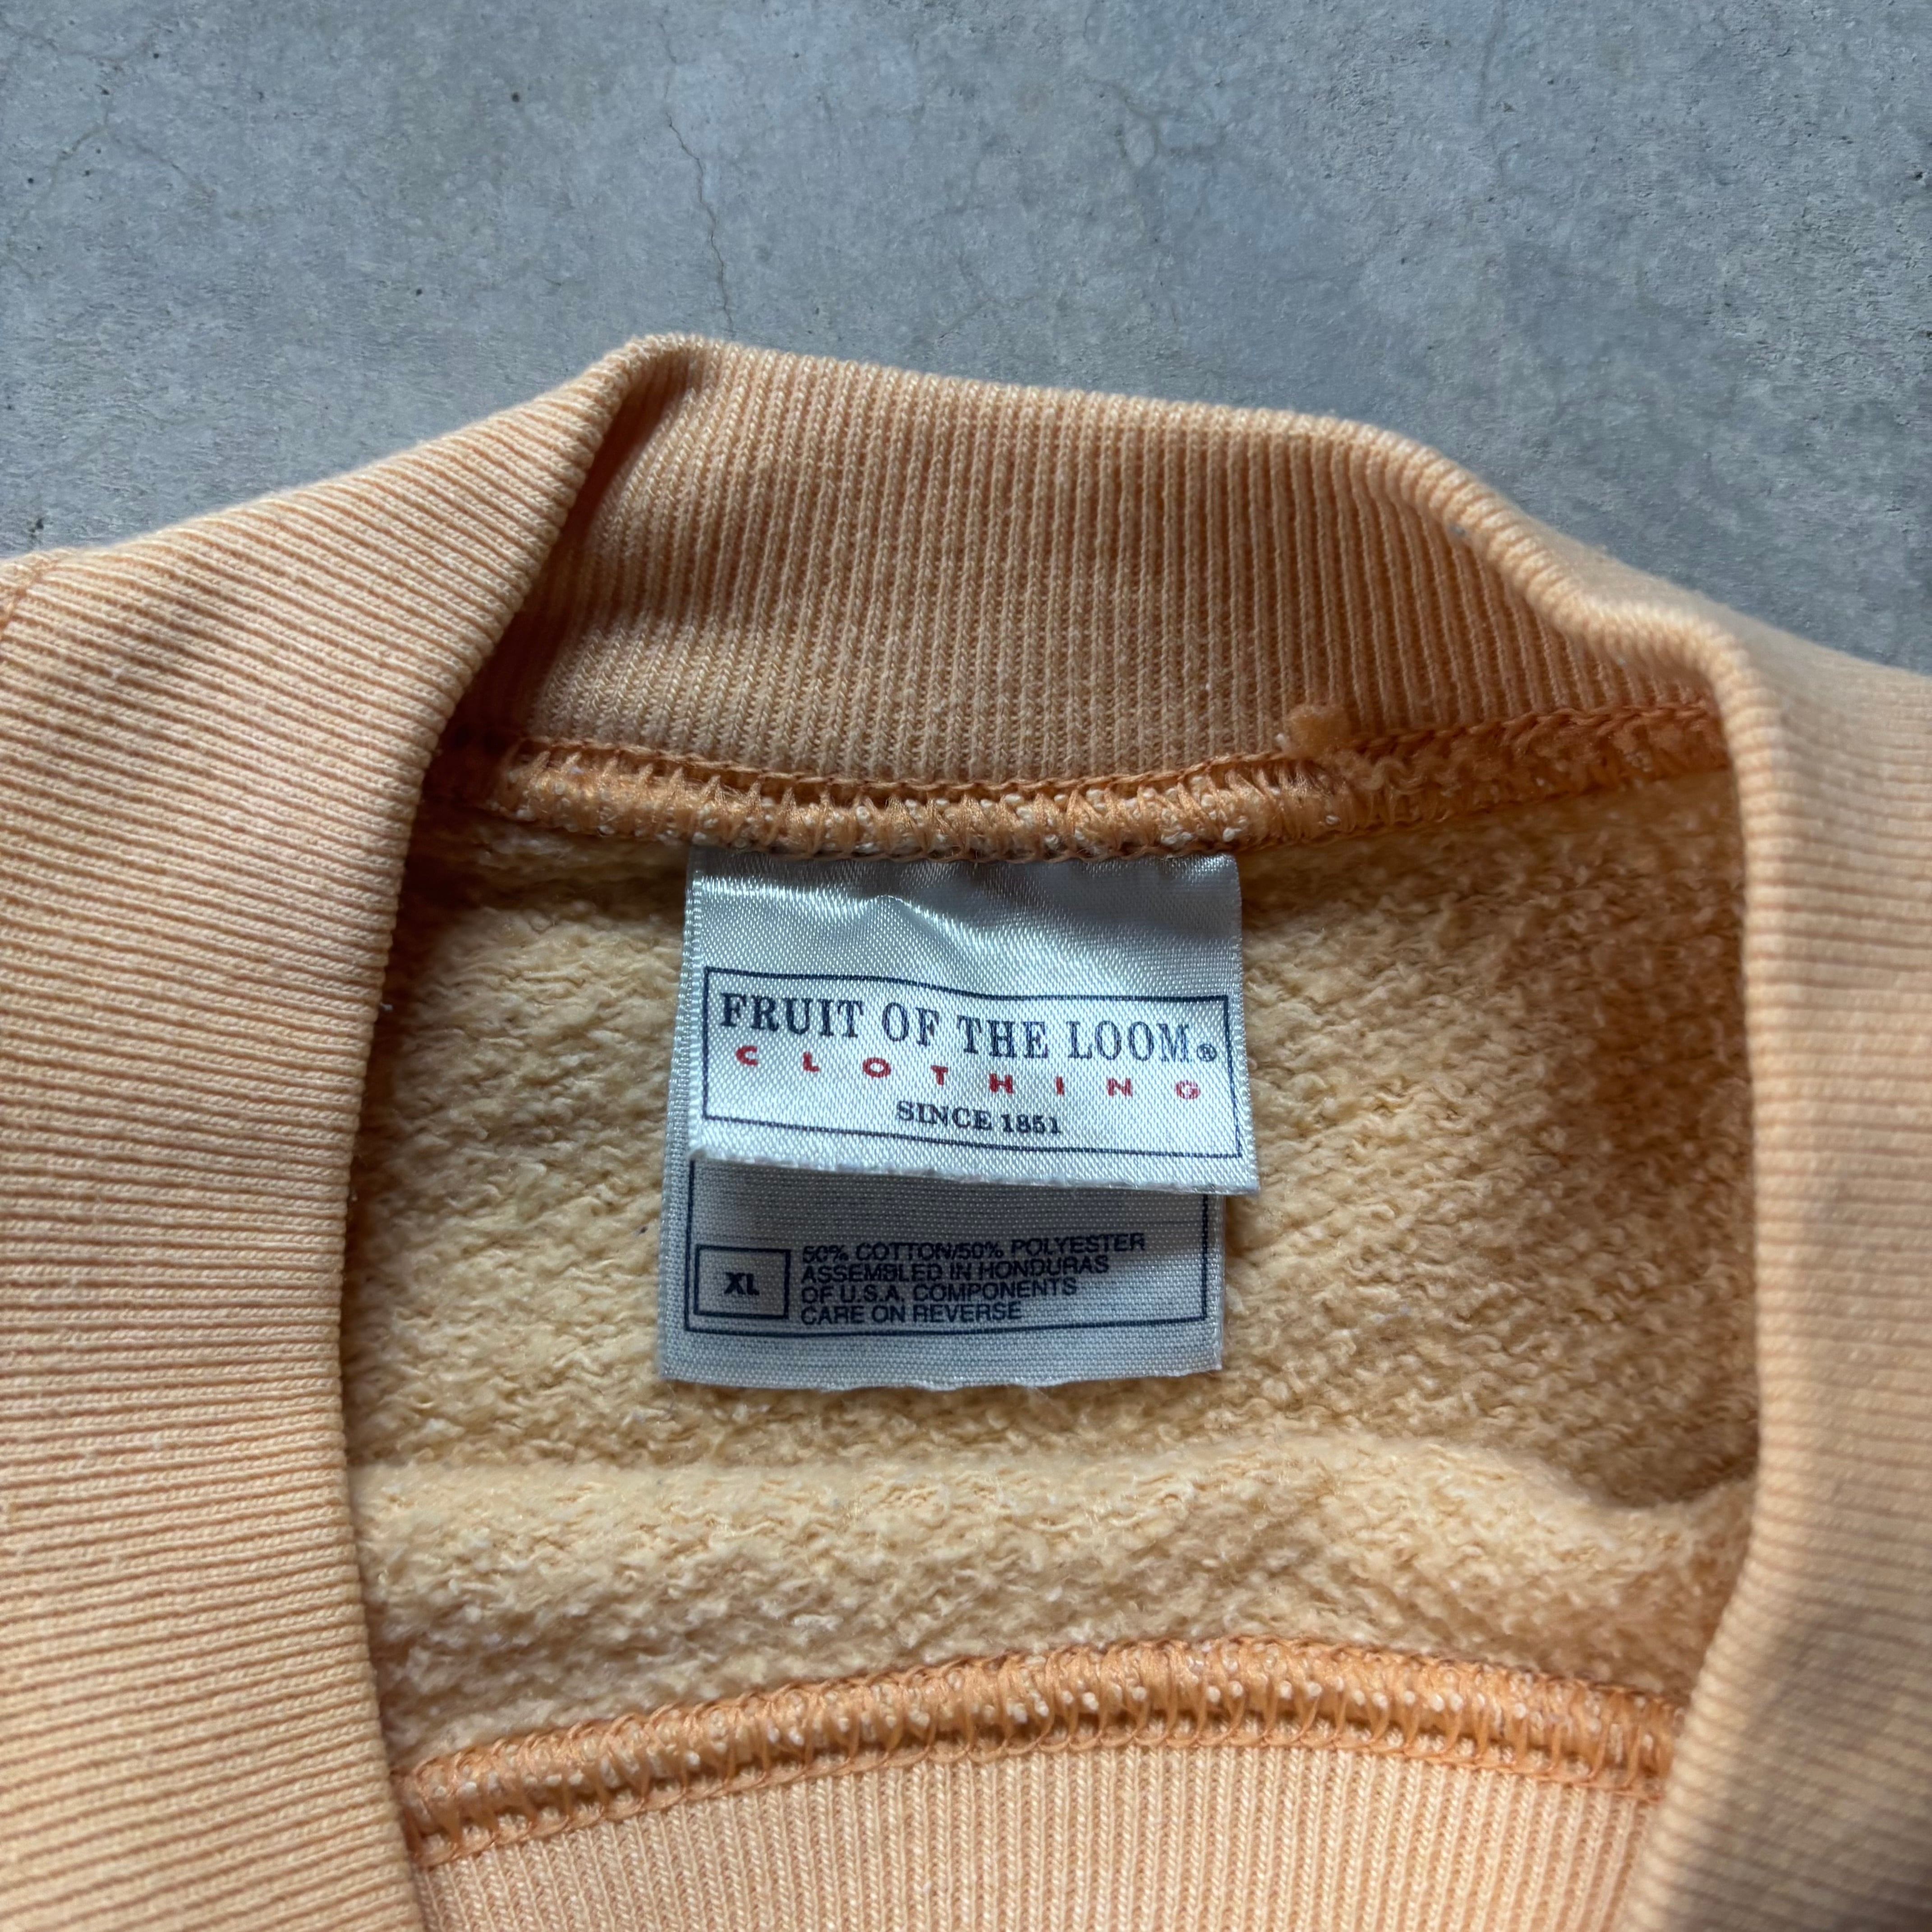 FRUIT OF THE LOOM®
CLOTHING
SINCE 1851
XL
50% COTTON/50% POLYESTER
ASSEMBLED IN HONDURAS
OF U.S.A. COMPONENTS
CARE ON REVERSE